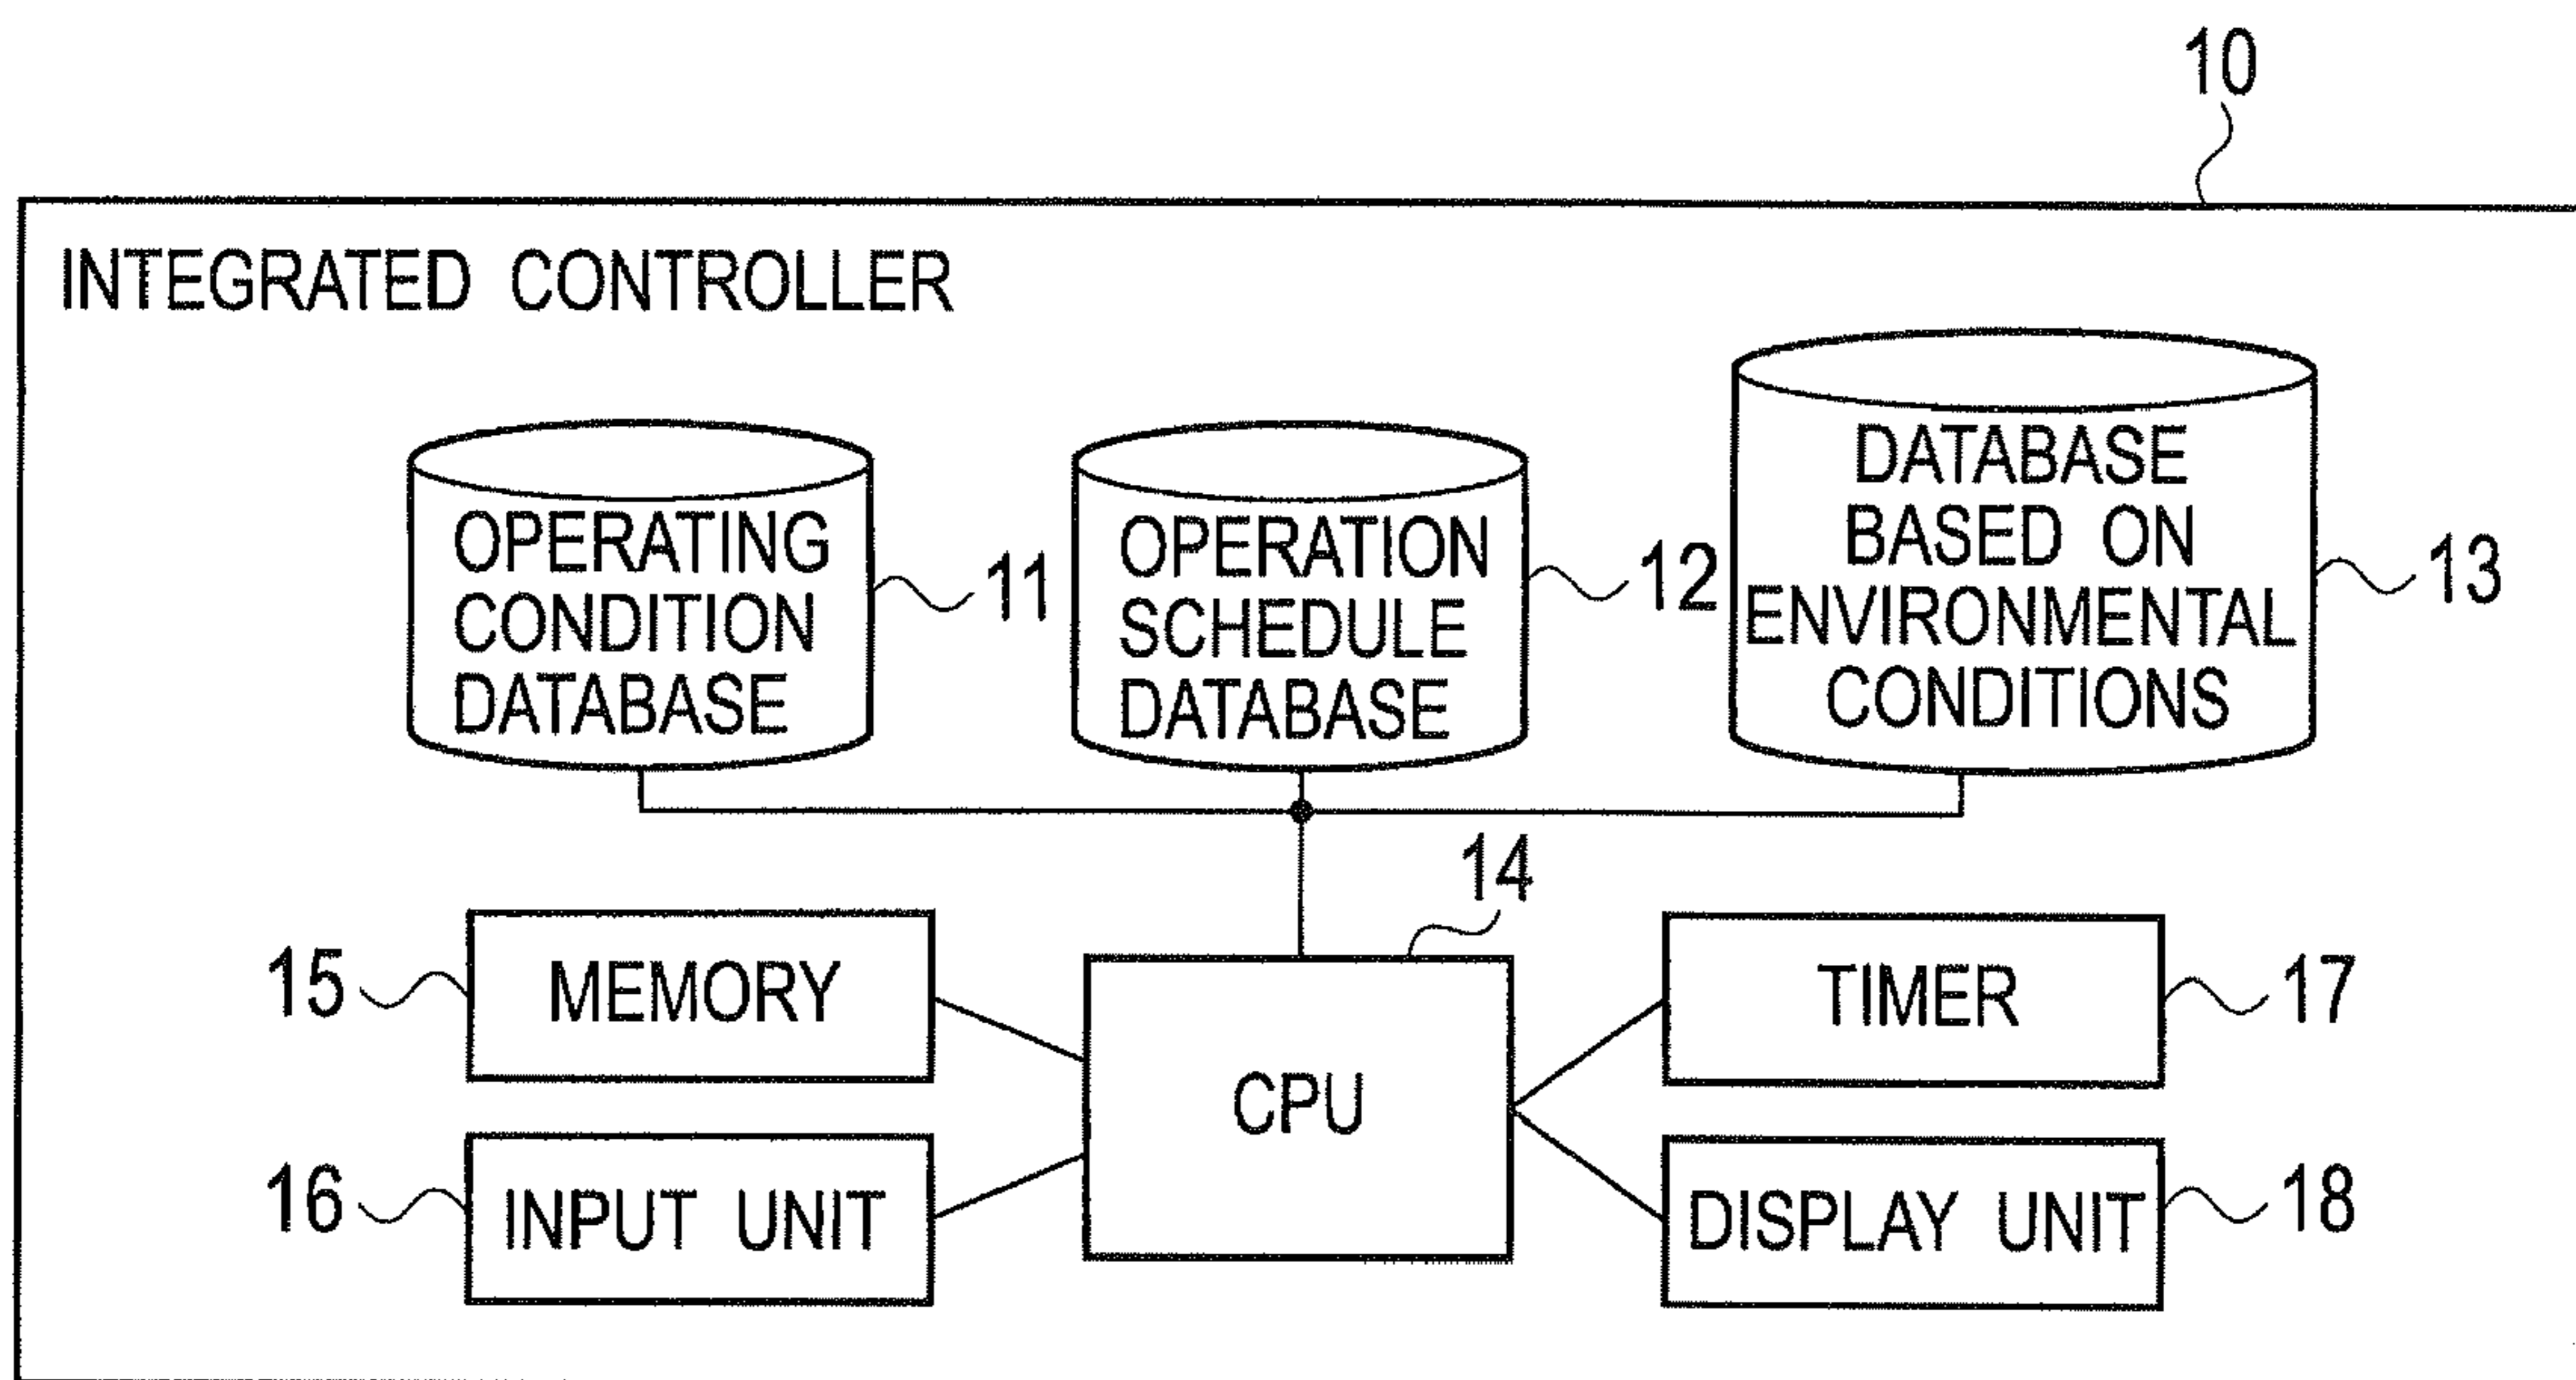 10
INTEGRATED CONTROLLER
OPERATING
CONDITION
DATABASE
11
OPERATION
SCHEDULE
DATABASE
12
DATABASE
BASED ON
ENVIRONMENTAL
CONDITIONS
13
14
15
MEMORY
CPU
TIMER
17
16
INPUT UNIT
DISPLAY UNIT
18